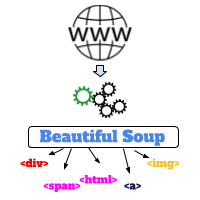 WWW
Beautiful Soup
<div> <img>
<span> <html> <a>